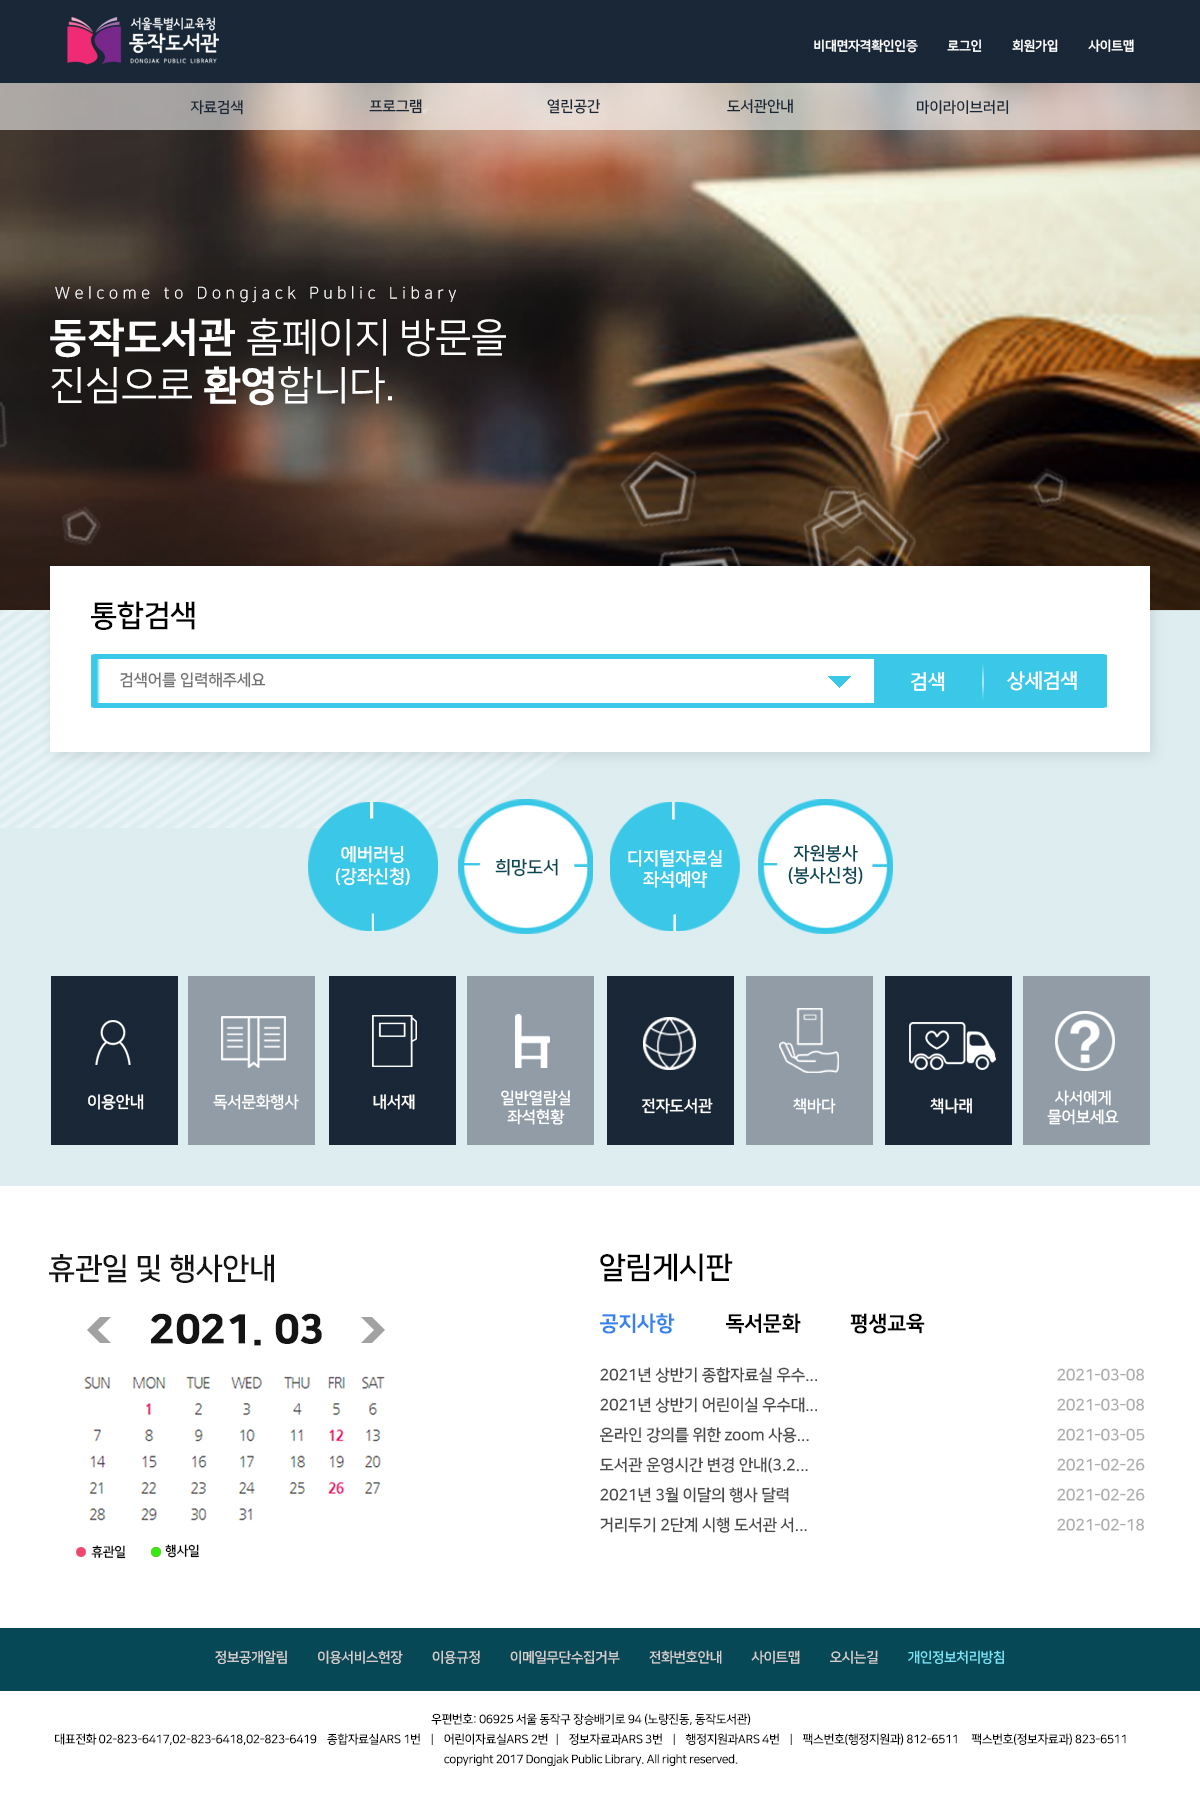 서울특별시교육청
동작도서관
DONGJAK PUBLIC LIBRARY
비대면자격확인인증 로그인 회원가입 사이트맵
자료검색 프로그램 열린공간 도서관안내 마이라이브러리
Welcome to Dongjack Public Libary
동작도서관 홈페이지 방문을
진심으로 환영합니다.
통합검색
검색어를 입력해주세요 검색 상세검색
에버러닝
(강좌신청)
희망도서
디지털자료실
좌석예약
자원봉사
(봉사신청)
이용안내
독서문화행사
내서재
일반열람실
좌석현황
전자도서관
책바다
책나래
사서에게
물어보세요
휴관일 및 행사안내
2021. 03
SUN MON TUE WED THU FRI SAT
1 2 3 4 5 6
7 8 9 10 11 12 13
14 15 16 17 18 19 20
21 22 23 24 25 26 27
28 29 30 31
휴관일 행사일
알림게시판
공지사항 독서문화 평생교육
2021년 상반기 종합자료실 우수... 2021-03-08
2021년 상반기 어린이실 우수대... 2021-03-08
온라인 강의를 위한 zoom 사용... 2021-03-05
도서관 운영시간 변경 안내(3.2... 2021-02-26
2021년 3월 이달의 행사 달력 2021-02-26
거리두기 2단계 시행 도서관 서... 2021-02-18
정보공개알림 이용서비스헌장 이용규정 이메일무단수집거부 전화번호안내 사이트맵 오시는길 개인정보처리방침
우편번호: 06925 서울 동작구 장승배기로 94 (노량진동, 동작도서관)
대표전화 02-823-6417,02-823-6418,02-823-6419 종합자료실ARS 1번 | 어린이자료실ARS 2번 | 정보자료과ARS 3번 | 행정지원과ARS 4번 | 팩스번호(행정지원과) 812-6511 팩스번호(정보자료과) 823-6511
copyright 2017 Dongjak Public Library. All right reserved.